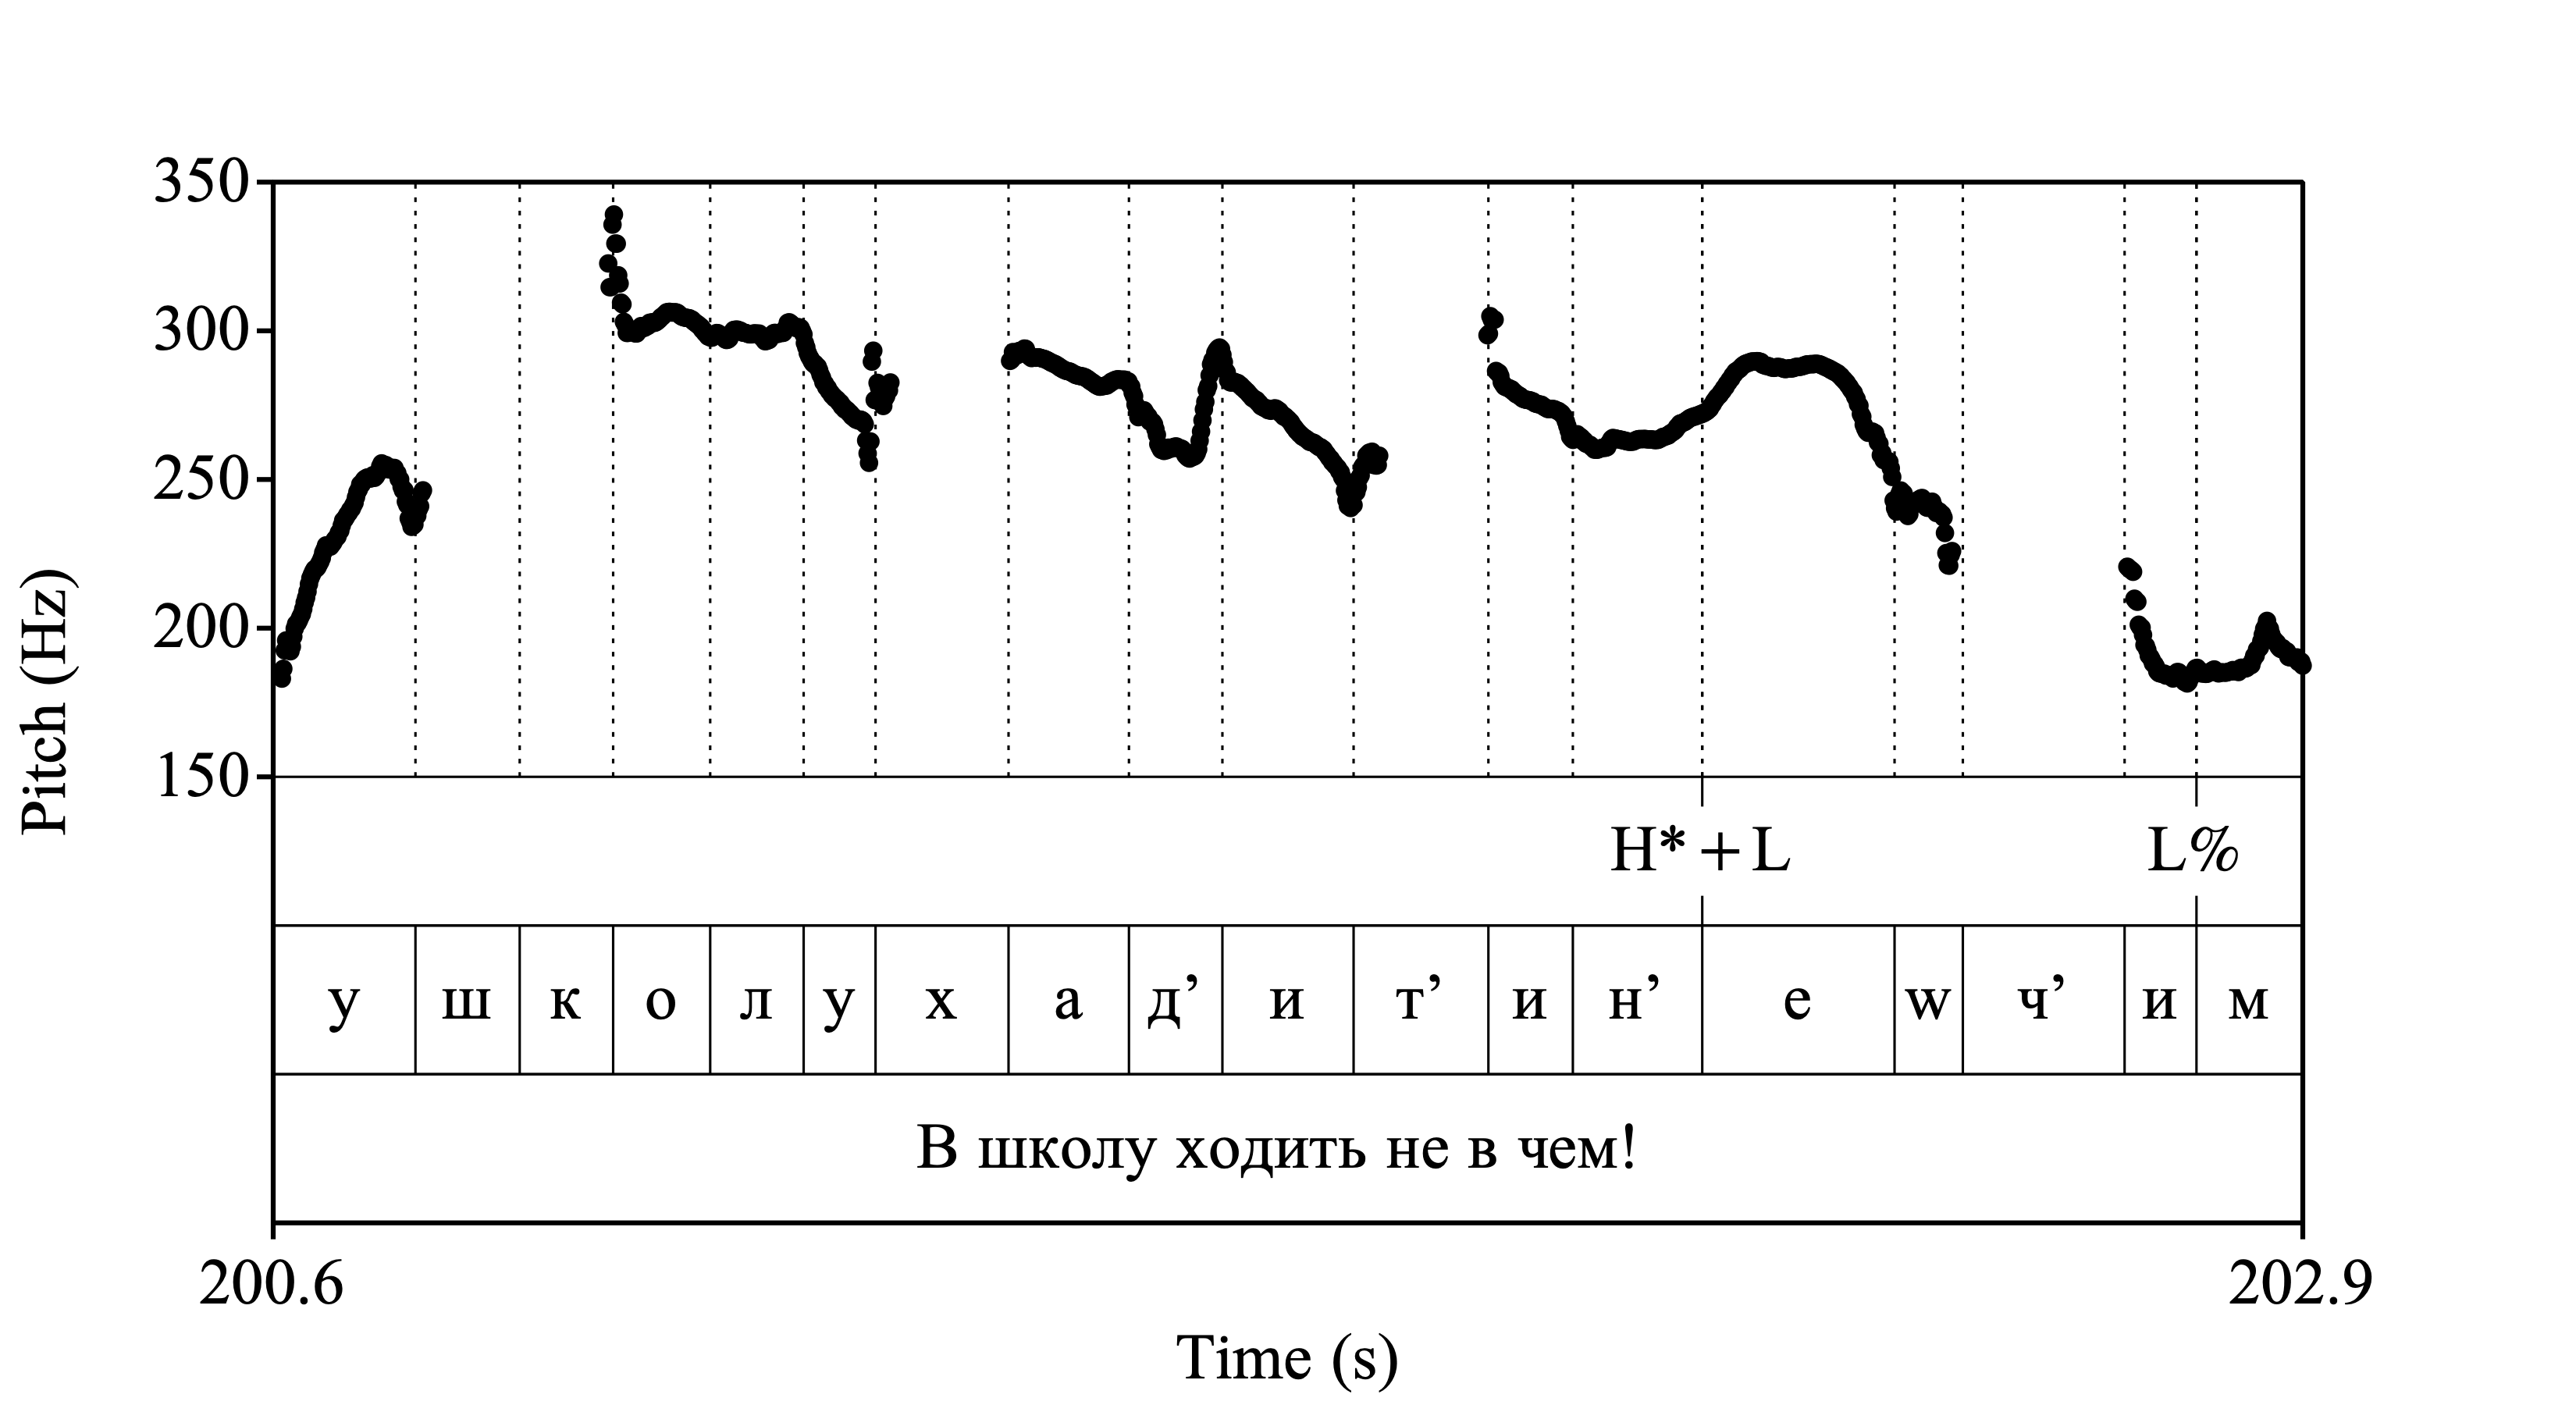 350
300
250
200
150
Pitch (Hz)
H*+L L%
у ш к о л у х а д’ и т’ и н’ е w ч’ и м
В школу ходить не в чем!
200.6 202.9
Time (s)